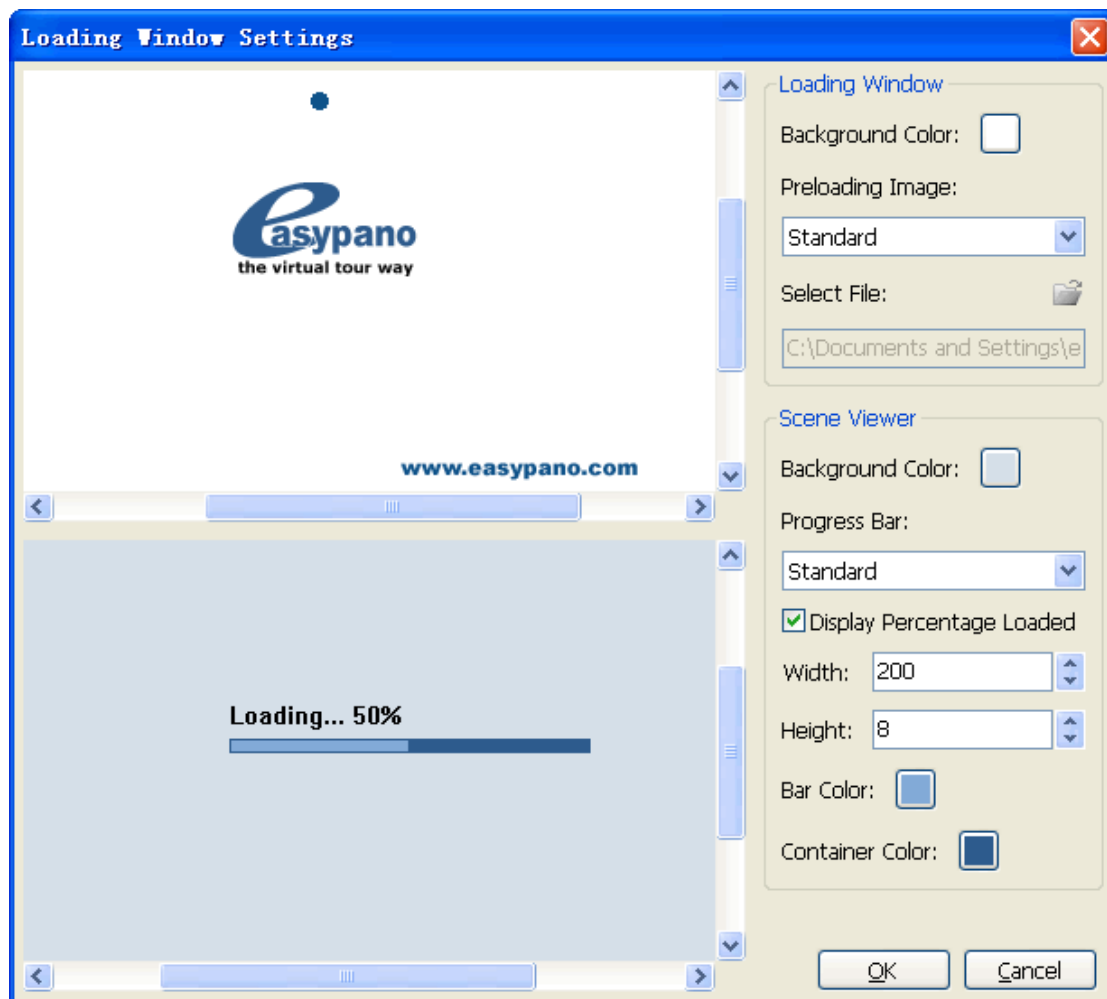 Loading Window Settings
easypano
the virtual tour way
www.easypano.com
Loading... 50%
Loading Window
Background Color:
Preloading Image:
Standard
Select File:
C:\Documents and Settings\e
Scene Viewer
Background Color:
Progress Bar:
Standard
Display Percentage Loaded
Width: 200
Height: 8
Bar Color:
Container Color:
OK Cancel